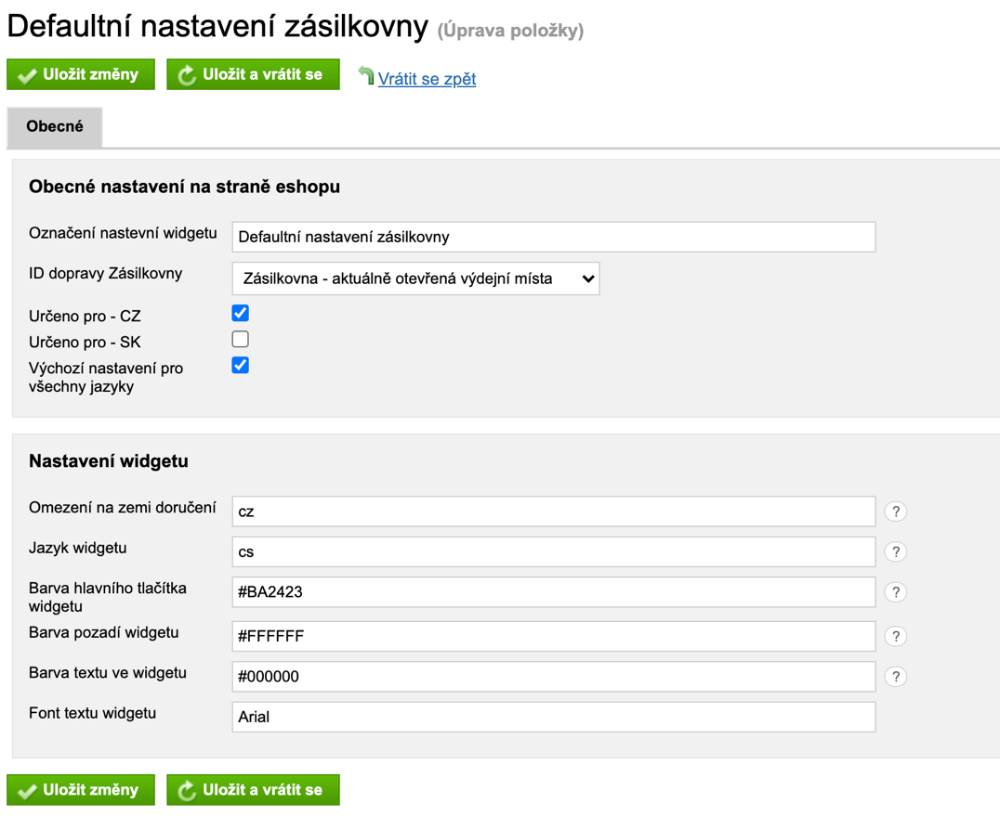 Defaultní nastavení zásilkovny (Úprava položky)
Uložit změny Uložit a vrátit se Vrátit se zpět
Obecné
Obecné nastavení na straně eshopu
Označení nastevní widgetu Defaultní nastavení zásilkovny
ID dopravy Zásilkovny Zásilkovna - aktuálně otevřená výdejní místa
Určeno pro - CZ
Určeno pro - SK
Výchozí nastavení pro
všechny jazyky
Nastavení widgetu
Omezení na zemi doručení cz ?
Jazyk widgetu cs ?
Barva hlavního tlačítka
widgetu #BA2423 ?
Barva pozadí widgetu #FFFFFF ?
Barva textu ve widgetu #000000 ?
Font textu widgetu Arial
Uložit změny Uložit a vrátit se